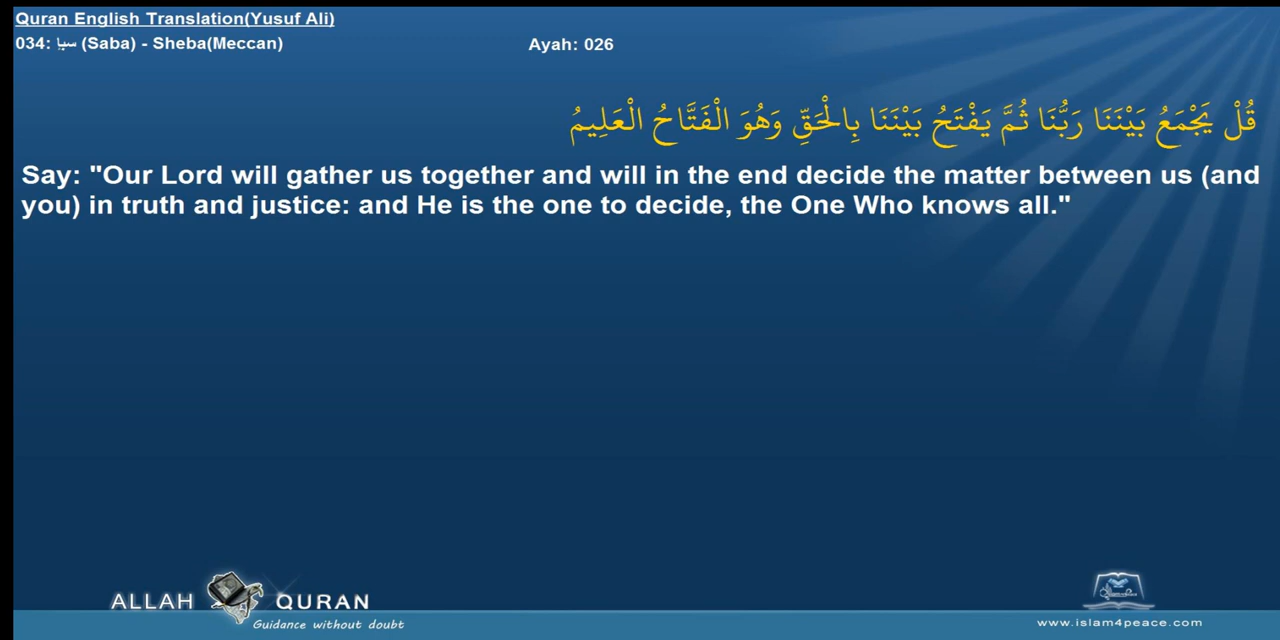 Quran English Translation(Yusuf Ali)
034: سبإ (Saba) - Sheba(Meccan) Ayah: 026
قُلْ يَجْمَعُ بَيْنَنَا رَبُّنَا ثُمَّ يَفْتَحُ بَيْنَنَا بِالْحَقِّ وَهُوَ الْفَتَّاحُ الْعَلِيمُ
Say: "Our Lord will gather us together and will in the end decide the matter between us (and
you) in truth and justice: and He is the one to decide, the One Who knows all."
ALLAH QURAN
Guidance without doubt
www.islam4peace.com